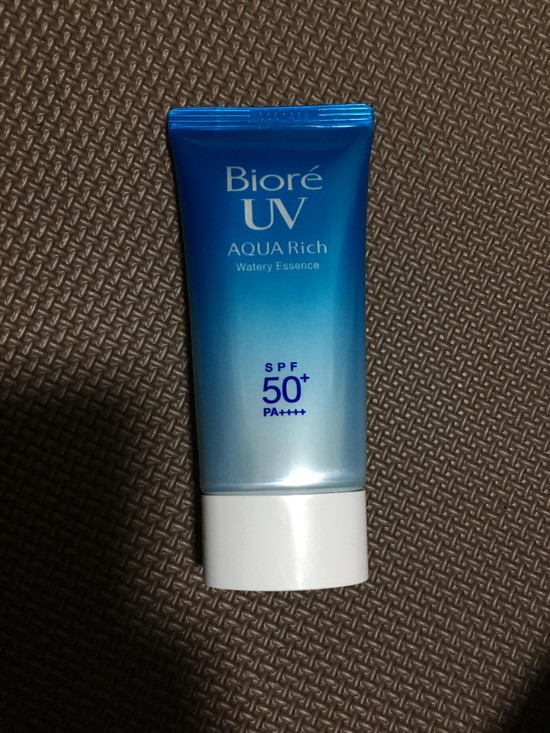 Bioré
UV
AQUA Rich
Watery Essence
SPF
50+
PA++++